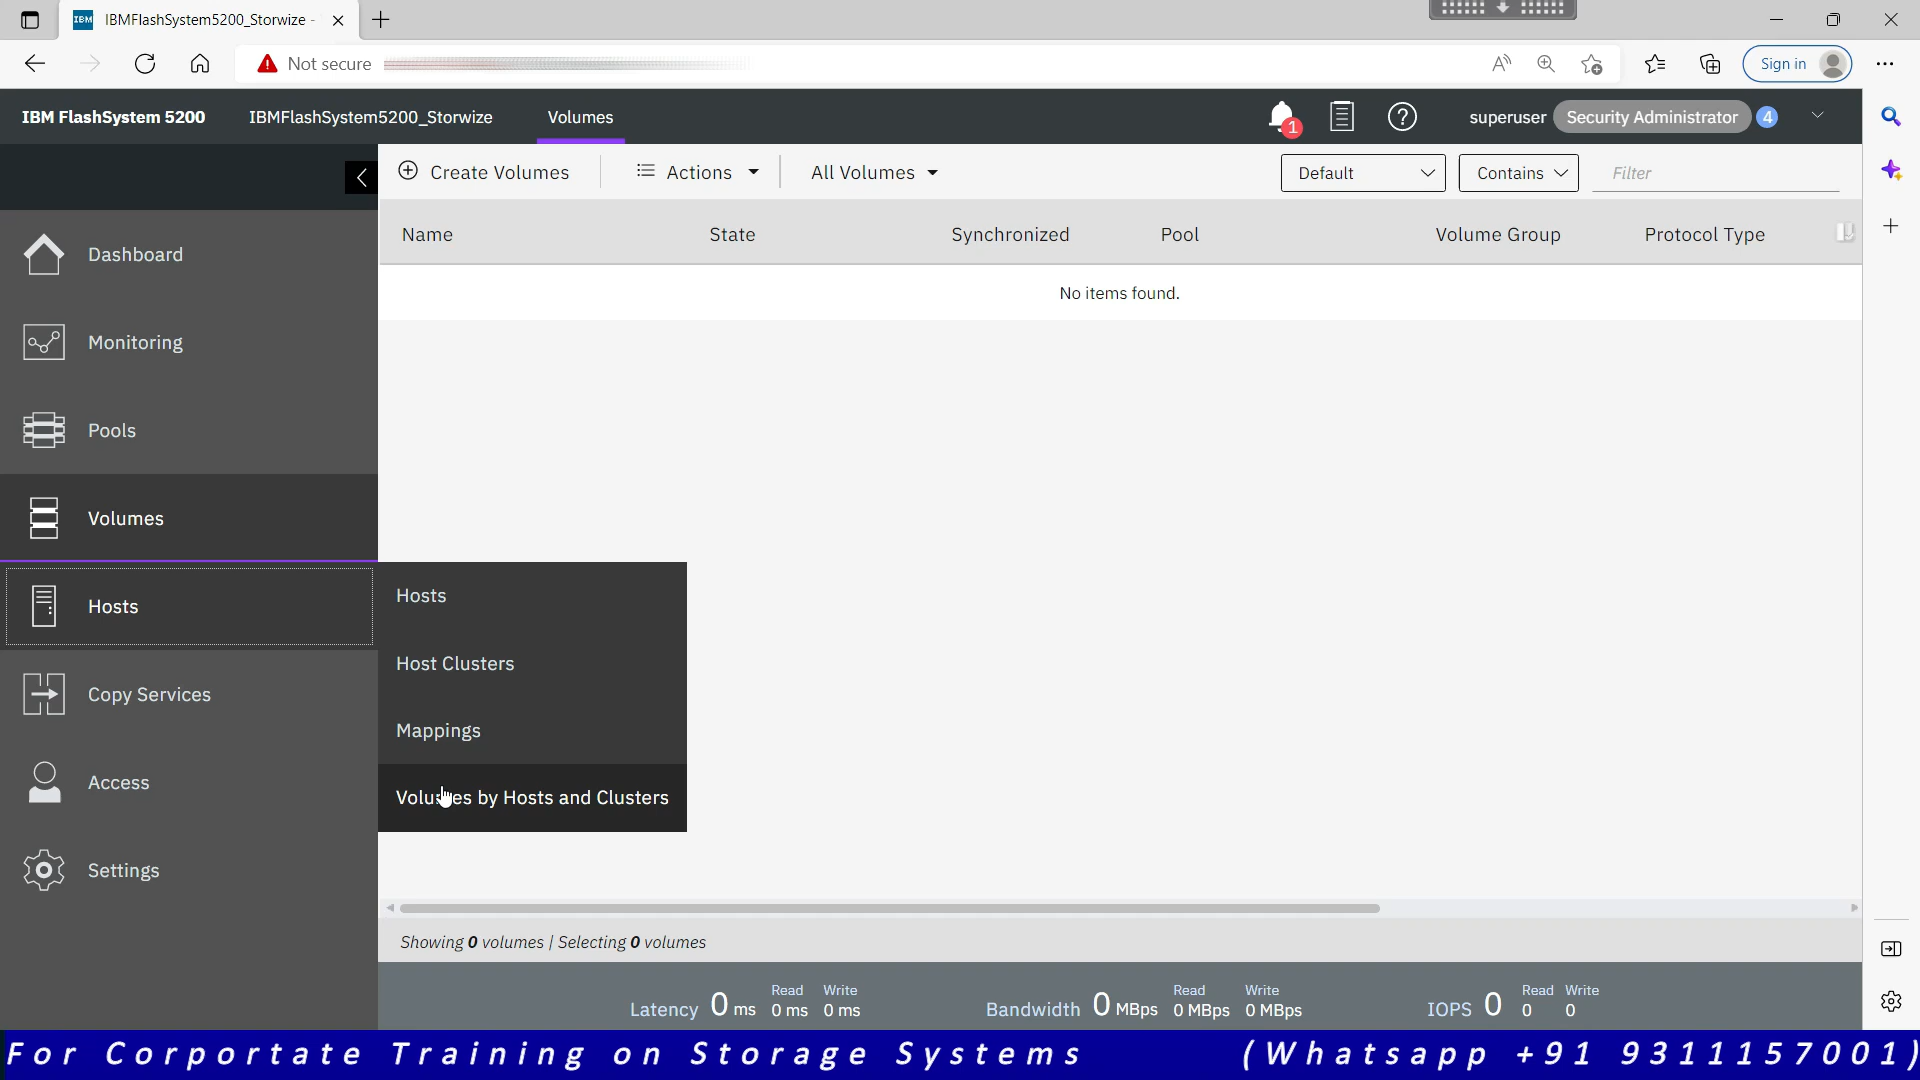 IBM IBMFlashSystem5200_Storwize -
Not secure
Sign in
IBM FlashSystem 5200 IBMFlashSystem5200_Storwize Volumes
1
superuser Security Administrator 4
Create Volumes Actions All Volumes
Default Contains Filter
Name State Synchronized Pool Volume Group Protocol Type
No items found.
Dashboard
Monitoring
Pools
Volumes
Hosts
Copy Services
Access
Settings
Hosts
Host Clusters
Mappings
Volumes by Hosts and Clusters
Showing 0 volumes | Selecting 0 volumes
Latency 0 ms Read 0 ms Write 0 ms
Bandwidth 0 MBps Read 0 MBps Write 0 MBps
IOPS 0 Read 0 Write 0
For Corportate Training on Storage Systems (Whatsapp +91 9311157001)